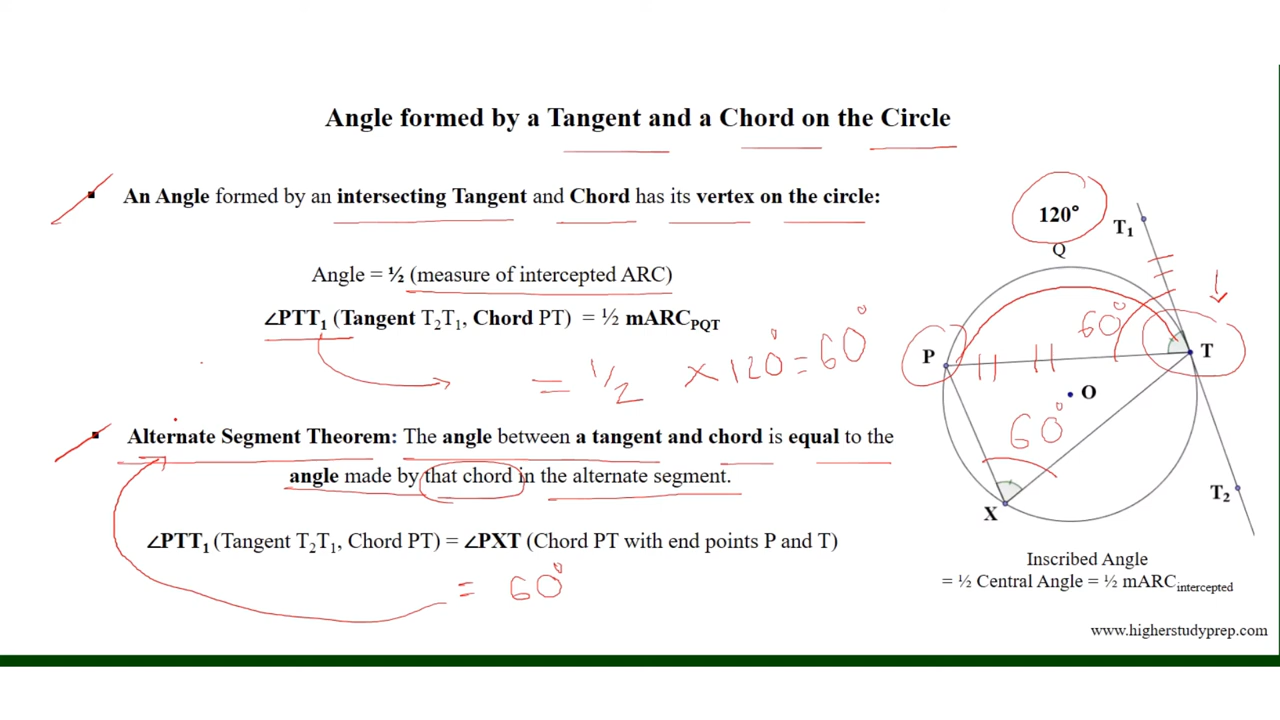 Angle formed by a Tangent and a Chord on the Circle
An Angle formed by an intersecting Tangent and Chord has its vertex on the circle:
Angle = ½ (measure of intercepted ARC)
∠PTT₁ (Tangent T₂T₁, Chord PT) = ½ mARC_PQT
= 1/2 × 120° = 60°
Alternate Segment Theorem: The angle between a tangent and chord is equal to the
angle made by that chord in the alternate segment.
∠PTT₁ (Tangent T₂T₁, Chord PT) = ∠PXT (Chord PT with end points P and T)
= 60°
120°
Q
T₁
60°
P
T
O
60°
X
T₂
Inscribed Angle
= ½ Central Angle = ½ mARC_intercepted
www.higherstudyprep.com